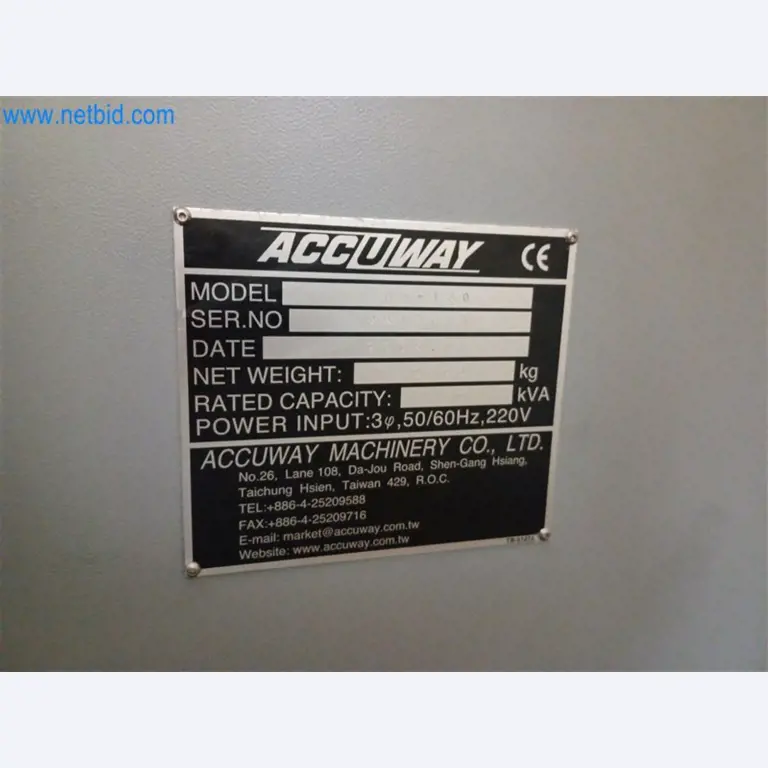 www.netbid.com
ACCUWAY CE
MODEL
SER.NO
DATE
NET WEIGHT: kg
RATED CAPACITY: kVA
POWER INPUT:3φ,50/60Hz,220V
ACCUWAY MACHINERY CO., LTD.
No.26, Lane 108, Da-Jou Road, Shen-Gang Hsiang,
Taichung Hsien, Taiwan 429, R.O.C.
TEL:+886-4-25209588
FAX:+886-4-25209716
E-mail: market@accuway.com.tw
Website: www.accuway.com.tw